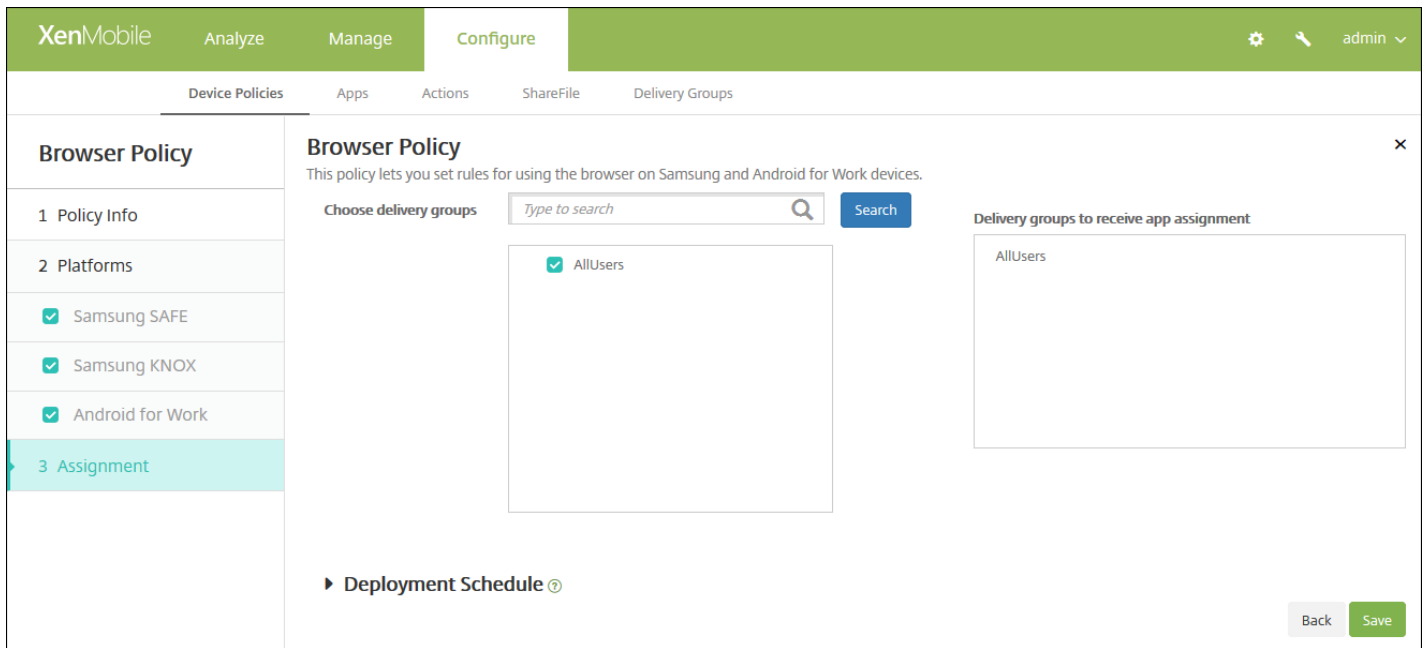 XenMobile Analyze Manage Configure admin
Device Policies Apps Actions ShareFile Delivery Groups
Browser Policy
1 Policy Info
2 Platforms
Samsung SAFE
Samsung KNOX
Android for Work
3 Assignment
Browser Policy
This policy lets you set rules for using the browser on Samsung and Android for Work devices.
Choose delivery groups Type to search Search
AllUsers
Delivery groups to receive app assignment
AllUsers
Deployment Schedule ?
Back Save